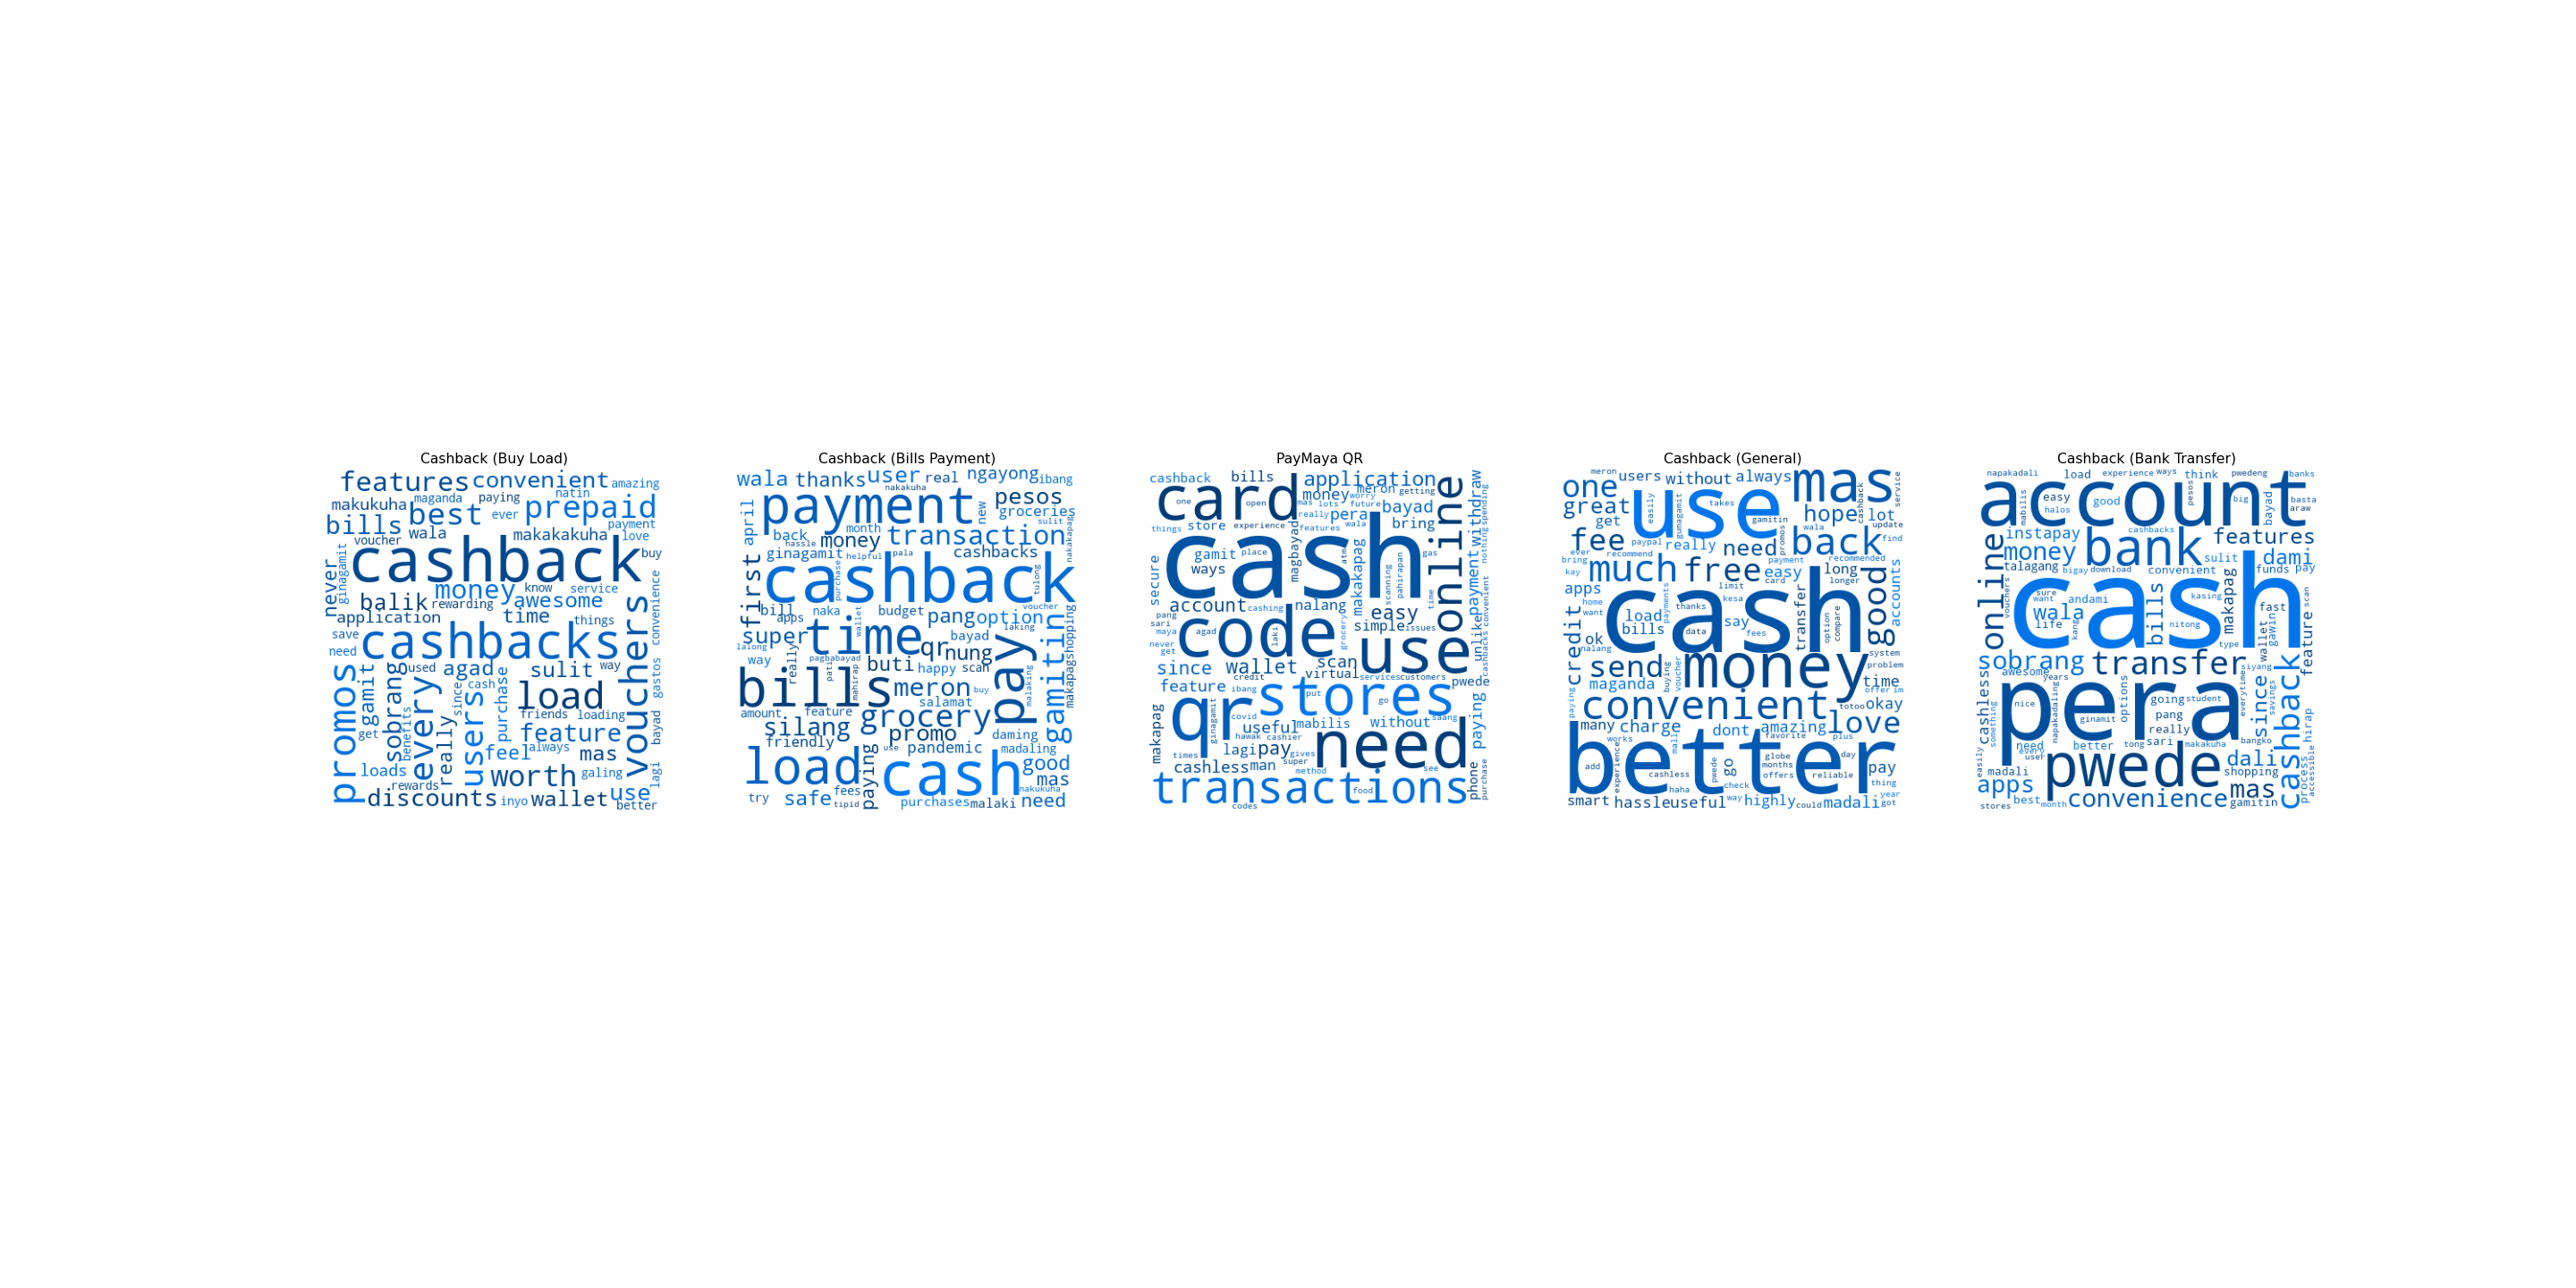 Cashback (Buy Load)
features convenient amazing
makukuha maganda paying natin
bills best ever prepaid
voucher wala makakakuha payment love
cashback buy
never ginagamit money know service
balik rewarding awesome
application time things
save need cashbacks
vouchers convenience
promos gamit sobrang used agad sulit way
every since cash purchase load
get benefits users friends loading
really feature
feel always mas
loads worth galing
rewards discounts inyo wallet use better
gastos bayad lagi
Cashback (Bills Payment)
wala thanks user real ngayong ibang
nakakuha
payment new pesos groceries
april month transaction sulit nakakapag
back hassle money
ginagamit helpful pala cashbacks
first cashback purchase tulong
bill naka wallet budget pang option voucher
apps time bayad laking
super qr nung
lalong way really pagbabayad buti happy scan
pati mahirap
bills meron buy pay malaking gamitin makapag shopping
amount feature salamat
silang grocery promo daming
friendly use pandemic madaling
load paying cash good
nakukuha mas
try safe fees tipid purchases malaki need
PayMaya QR
cashback bills application
one card open money worry meron getting
mas lots future
really pera bayad
things store experience features wala bring
online withdraw spending
cash
gamit place magbayad atm gas
ways makakapag scanning pahirapan
secure nothing payment
account cashing nalang easy time
pang sari simple issues unlike convenient
maya code agad laki grocery use cashbacks
never get
since wallet scan
credit virtual services customers pwede
feature ibang put stores go
qr ginagamit covid useful mabilis without saang
hawak cashier need
makapag times lagi pay gives
cashless man super method see
phone paying purchase
transactions food
codes
Cashback (General)
meron users without always mas
one use takes service
great easily gumagamit gamitin hope cashback lot
get wala update
fee paypal really need promos back find
ever bring recommend payment recommended
kay much free easy long
card longer
apps limit
home want cash good accounts
credit load payments thanks kesa transfer option compare
bills data say fees
ok nalang system
send buying voucher money problem
maganda time
paying offer im
convenient totoo okay
many charge dont amazing love
works mall favorite plus
better globe months day
experience pwede go
add cashless check offers reliable pay
haha thing
year
smart hassle useful way highly could madali got
Cashback (Bank Transfer)
napakadali load experience ways think pwedeng banks
account
mabilis easy halos good pesos big bayad basta araw
instapay cashbacks features
online money bank sulit dami
talagang bigay download convenient funds pay
vouchers sure want cash kasing makapag fast scan
wala andami bills gawin
life kang nitong type wallet feature
sobrang transfer siyang hirap
awesome years
cashless something nice pera going student everytime since savings cashback
napakadaling ginamit options pang
really
need better tong sari makakuha bangko
every user
easily madali pwede dali process accessible
apps shopping
mas
best month convenience gamitin
stores